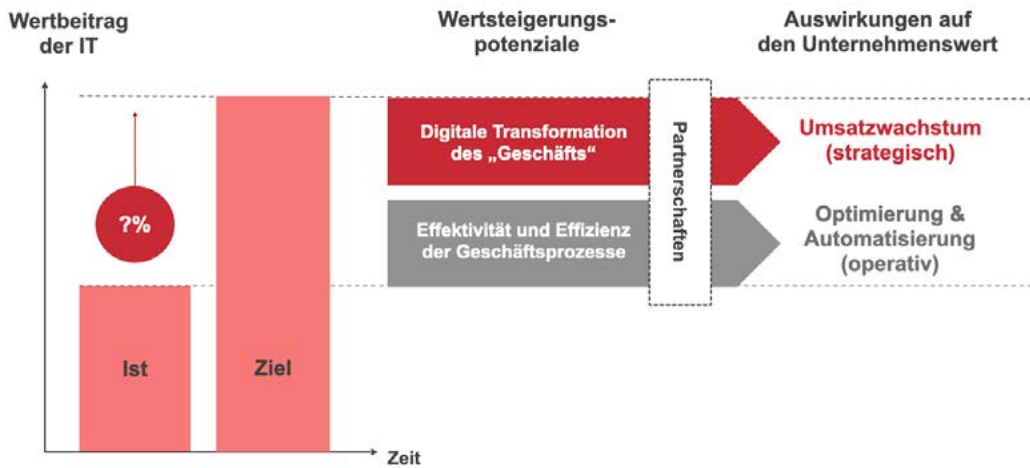 Wertbeitrag
der IT
Wertsteigerungs-
potenziale
Auswirkungen auf
den Unternehmenswert
?%
Ist
Ziel
Zeit
Digitale Transformation
des „Geschäfts“
Effektivität und Effizienz
der Geschäftsprozesse
Partnerschaften
Umsatzwachstum
(strategisch)
Optimierung &
Automatisierung
(operativ)